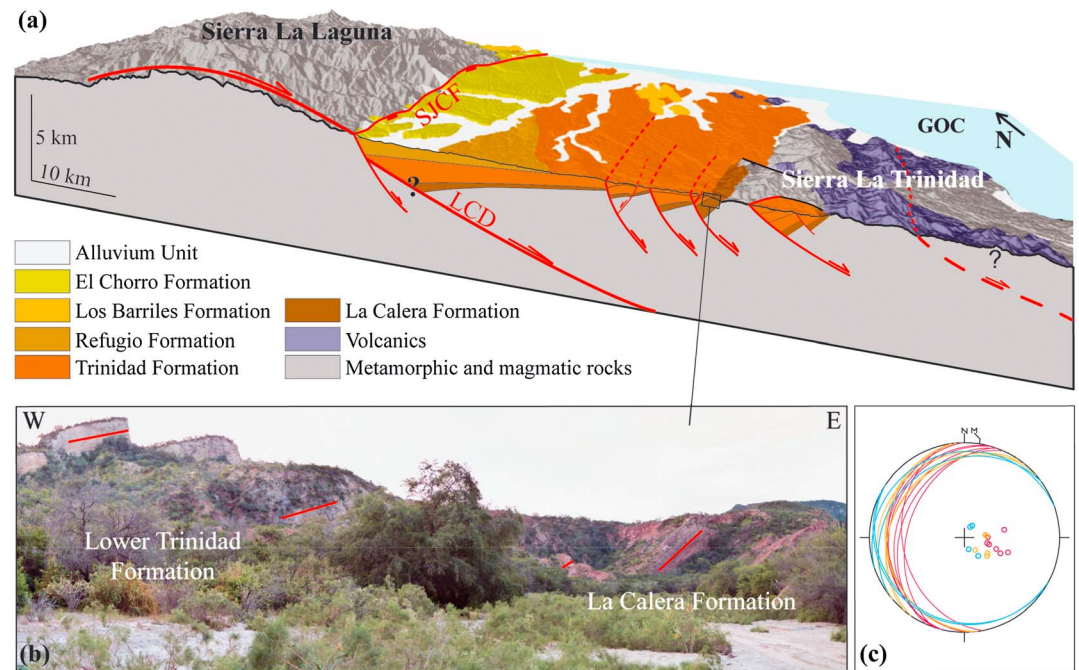 (a)
Sierra La Laguna
SJCF
GOC
N
5 km
10 km
Sierra La Trinidad
?
LCD
?
Alluvium Unit
El Chorro Formation
Los Barriles Formation
Refugio Formation
Trinidad Formation
La Calera Formation
Volcanics
Metamorphic and magmatic rocks
W
E
Lower Trinidad
Formation
La Calera Formation
(b)
N M
(c)